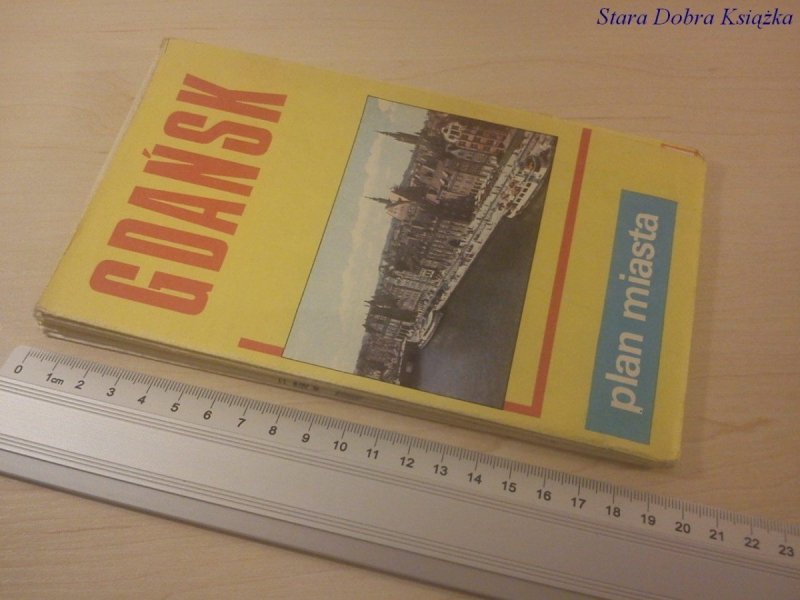 Stara Dobra Książka
GDAŃSK
plan miasta
0 1cm 2 3 4 5 6 7 8 9 10 11 12 13 14 15 16 17 18 19 20 21 22 23